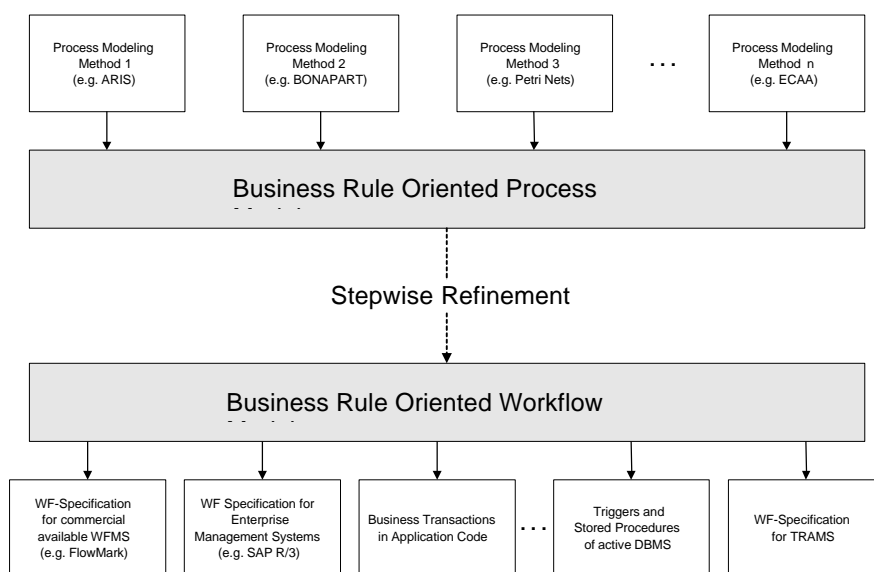 Process Modeling
Method 1
(e.g. ARIS)
Process Modeling
Method 2
(e.g. BONAPART)
Process Modeling
Method 3
(e.g. Petri Nets)
. . .
Process Modeling
Method n
(e.g. ECAA)
Business Rule Oriented Process
Stepwise Refinement
Business Rule Oriented Workflow
WF-Specification
for commercial
available WFMS
(e.g. FlowMark)
WF Specification for
Enterprise
Management Systems
(e.g. SAP R/3)
Business Transactions
in Application Code
. . .
Triggers and
Stored Procedures
of active DBMS
WF-Specification
for TRAMS